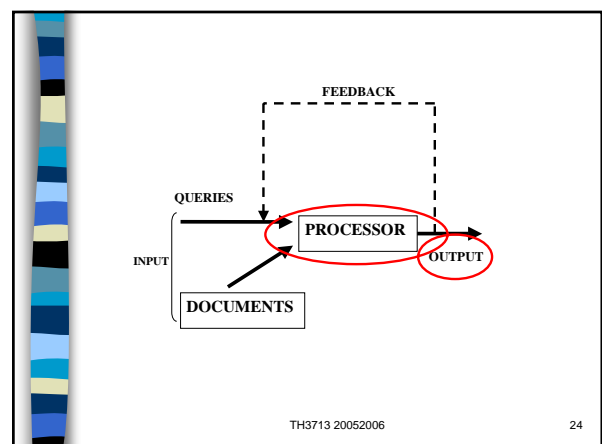 FEEDBACK
QUERIES
PROCESSOR
INPUT
OUTPUT
DOCUMENTS
TH3713 20052006
24